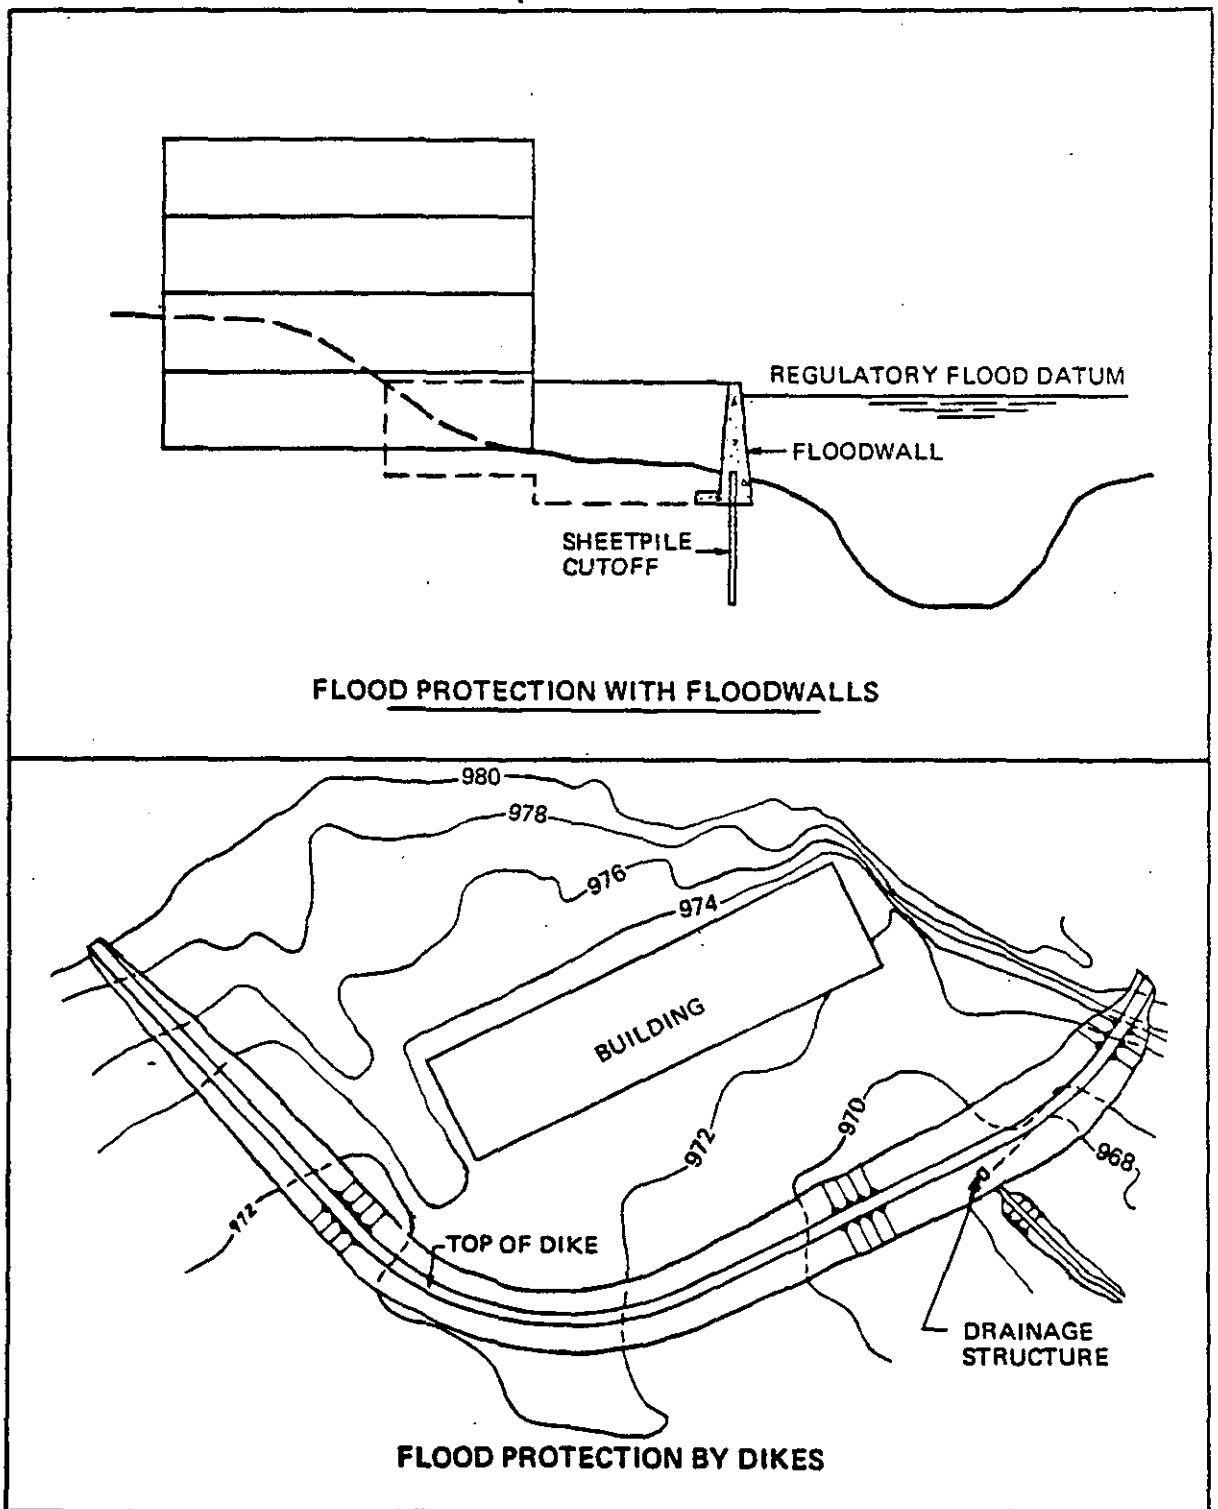 REGULATORY FLOOD DATUM
FLOODWALL
SHEETPILE
CUTOFF
FLOOD PROTECTION WITH FLOODWALLS
980
978
976
974
BUILDING
970
972
968
972
TOP OF DIKE
DRAINAGE
STRUCTURE
FLOOD PROTECTION BY DIKES